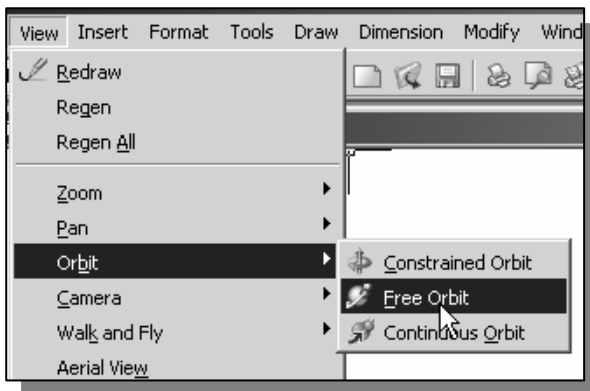 View Insert Format Tools Draw Dimension Modify Wind
Redraw
Regen
Regen All
Zoom
Pan
Orbit
Constrained Orbit
Free Orbit
Continuous Orbit
Camera
Walk and Fly
Aerial View